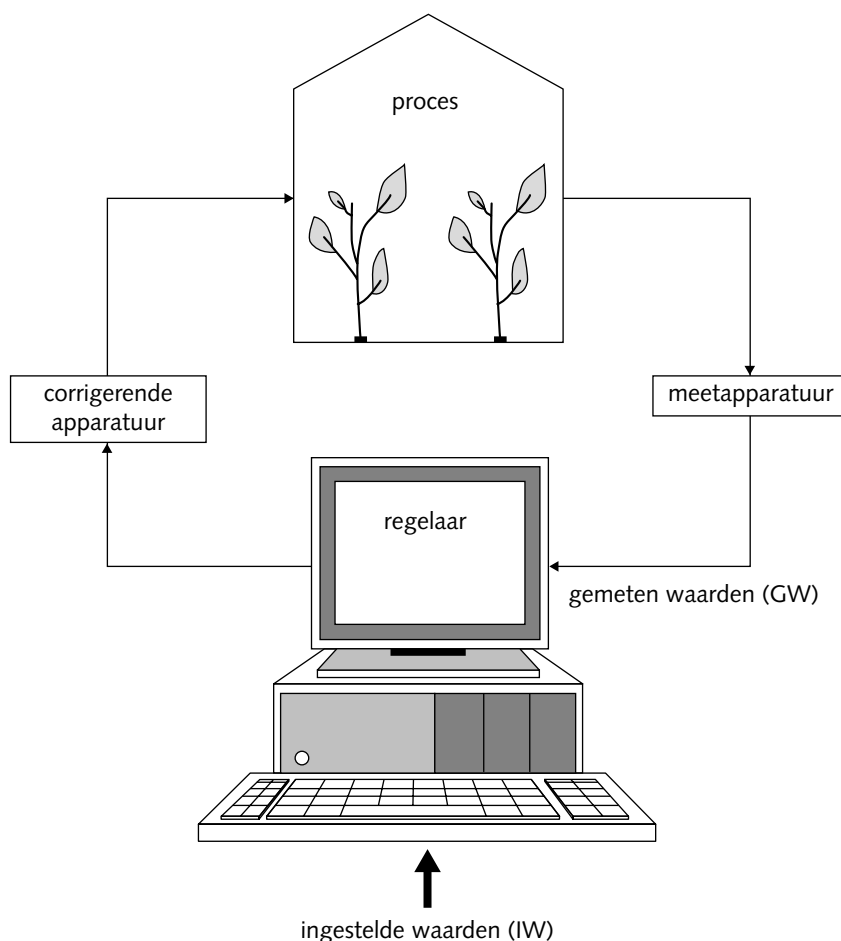 proces
corrigerende
apparatuur
meetapparatuur
regelaar
gemeten waarden (GW)
ingestelde waarden (IW)